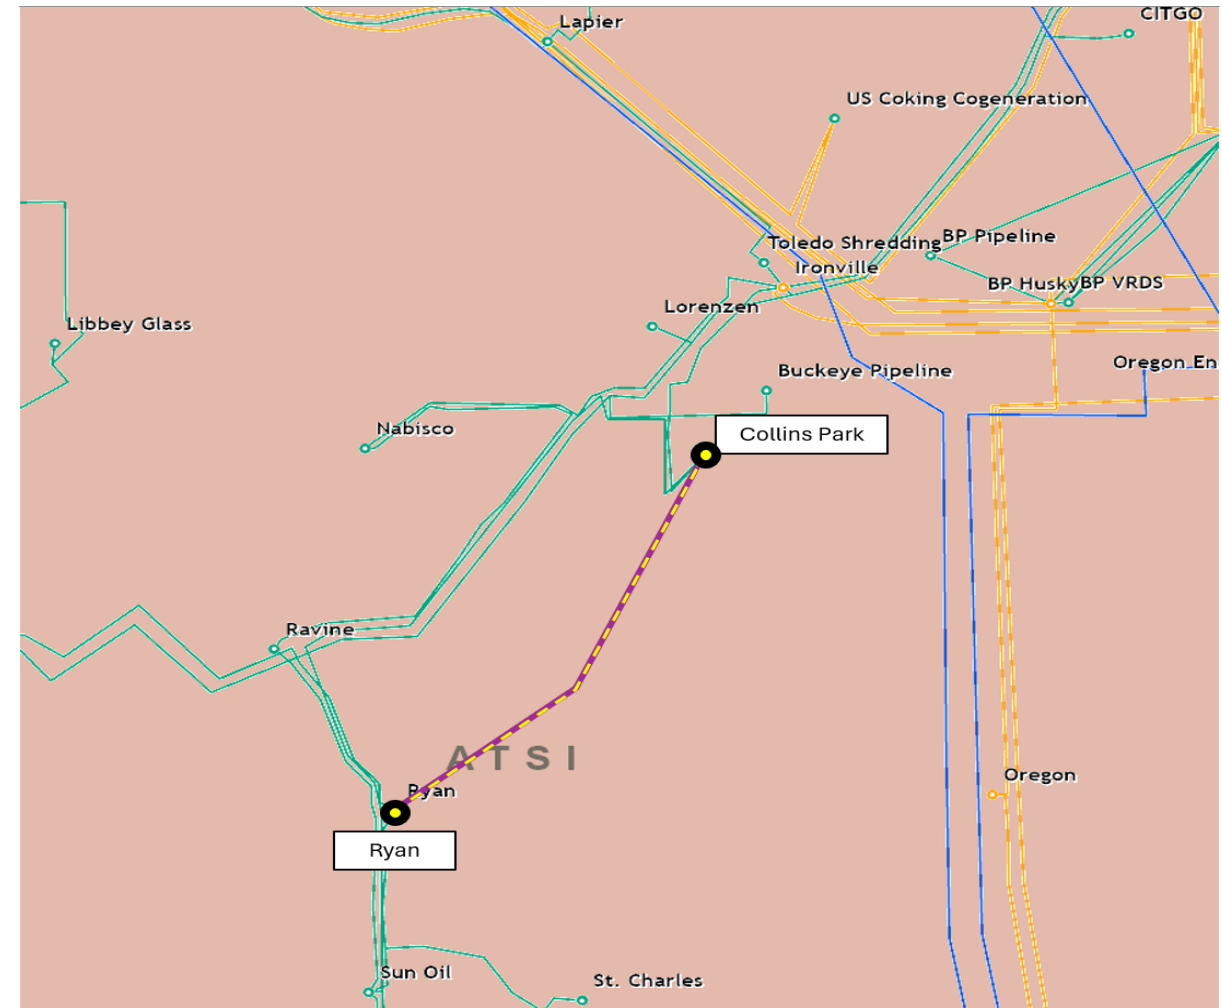 Lapier
CITGO
US Coking Cogeneration
Toledo Shredding
BP Pipeline
Ironville
BP Husky
BP VRDS
Lorenzen
Libbey Glass
Buckeye Pipeline
Oregon En
Nabisco
Collins Park
Ravine
ATSI
Oregon
Ryan
Ryan
Sun Oil
St. Charles